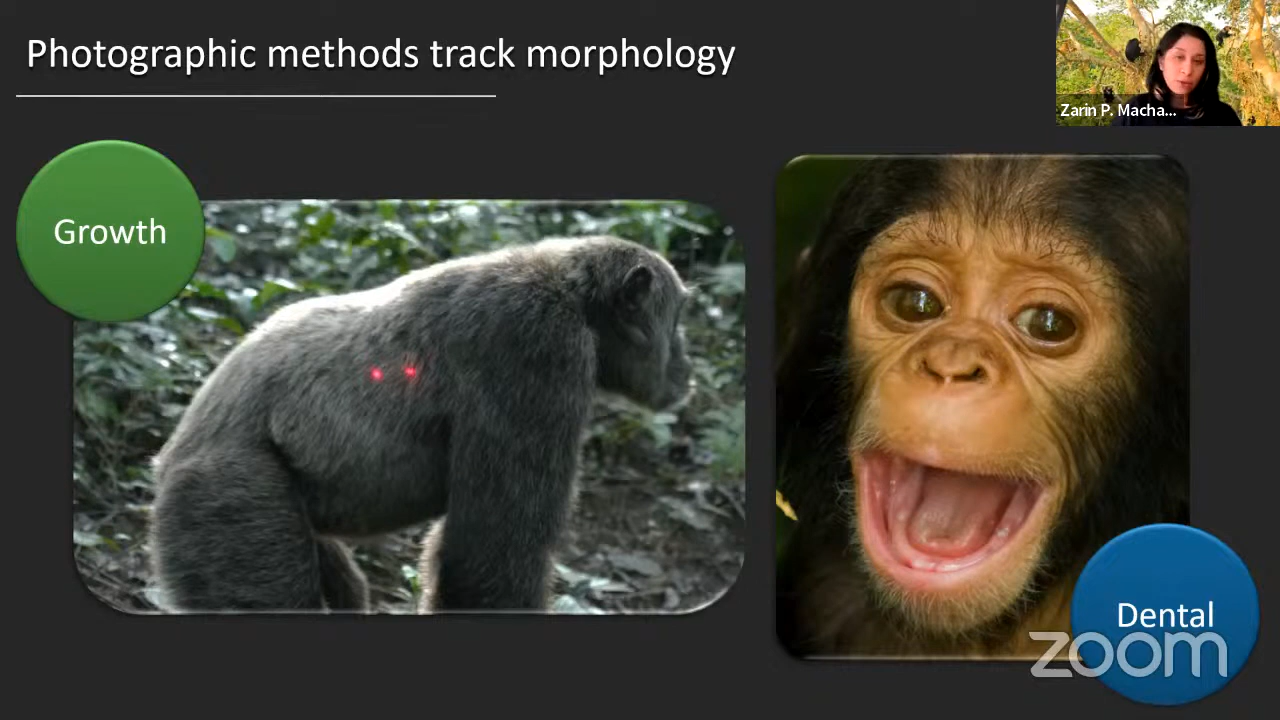 Photographic methods track morphology
Zarin P. Macha...
Growth
Dental
zoom